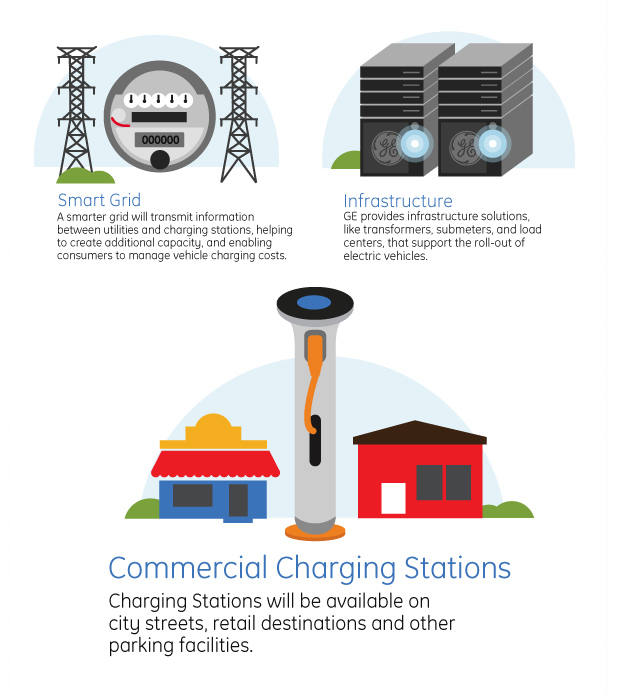 000000
Smart Grid
A smarter grid will transmit information
between utilities and charging stations, helping
to create additional capacity, and enabling
consumers to manage vehicle charging costs.
GE
GE
Infrastructure
GE provides infrastructure solutions,
like transformers, submeters, and load
centers, that support the roll-out of
electric vehicles.
Commercial Charging Stations
Charging Stations will be available on
city streets, retail destinations and other
parking facilities.